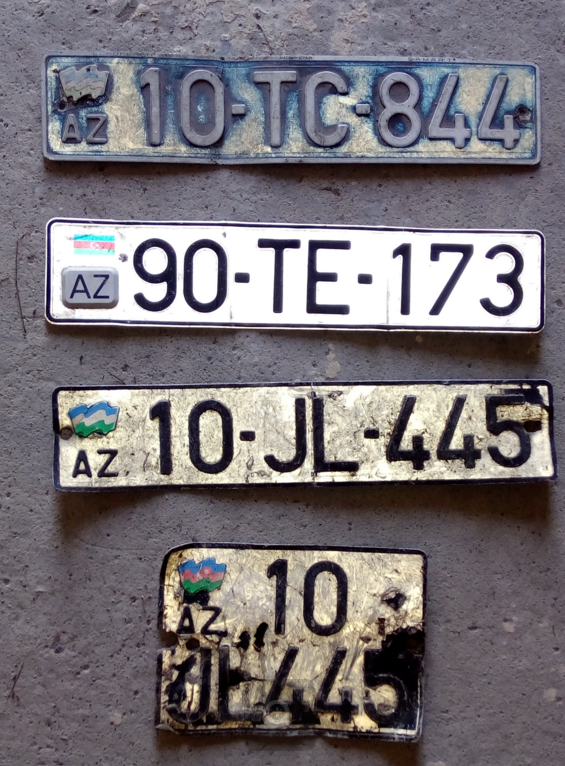 AZ 10-TC-844
AZ 90-TE-173
AZ 10-JL-445
AZ 10
JL 445